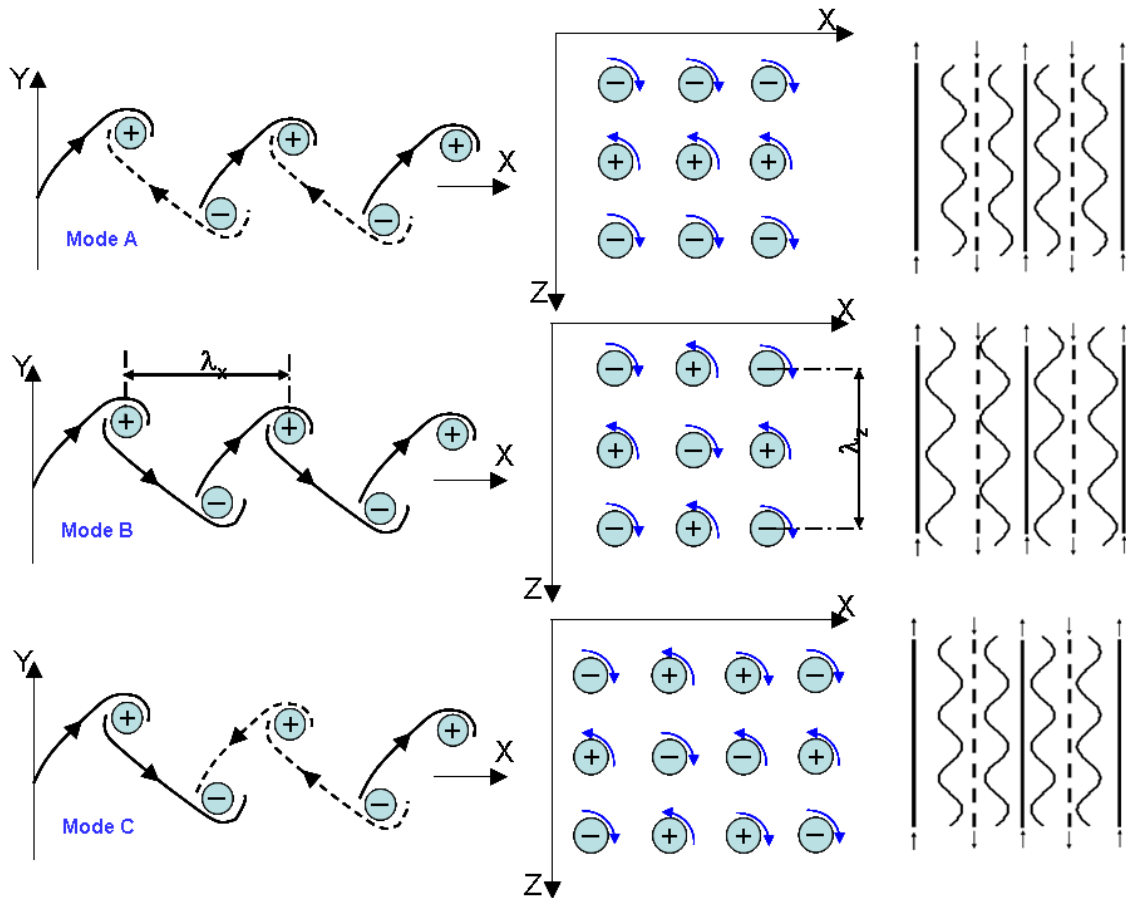 Y
+
+
+
X
−
−
Mode A
X
− − −
+ + +
− − −
Z
Y
λx
+
+
+
X
−
−
Mode B
X
− + −
+ − +
λz
− + −
Z
Y
+
+
+
X
−
−
Mode C
X
− + + −
+ − − +
− + + −
Z